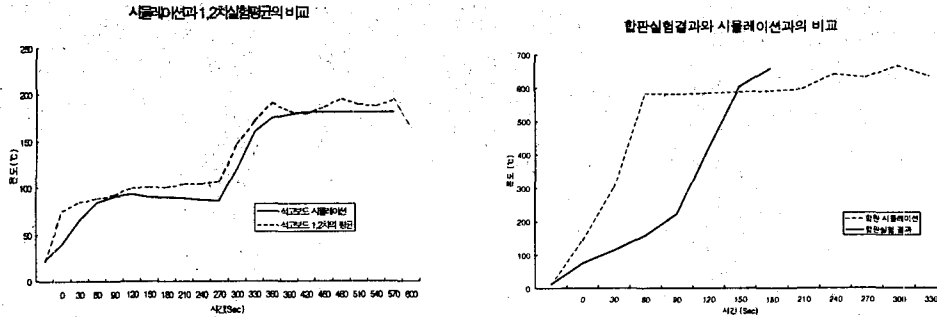 시뮬레이션과 1,2차실험평균의 비교
250
200
150
100
50
0
온도(℃)
0 30 60 90 120 150 180 210 240 270 300 330 360 390 420 450 480 510 540 570 600
시간(Sec)
석고보드 시뮬레이션
석고보드 1,2차의 평균
합판실험결과와 시뮬레이션과의 비교
700
600
500
400
300
200
100
0
온도(℃)
0 30 60 90 120 150 180 210 240 270 300 330
시간 (Sec)
합판 시뮬레이션
합판실험 결과